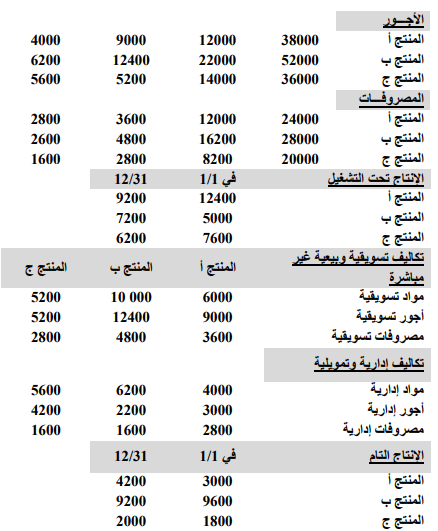 الأجـــور
المنتج أ 38000 12000 9000 4000
المنتج ب 52000 22000 12400 6200
المنتج ج 36000 14000 5200 5600
المصروفـــات
المنتج أ 24000 12000 3600 2800
المنتج ب 28000 16200 4800 2600
المنتج ج 20000 8200 2800 1600
الانتاج تحت التشغيل في 1/1 12/31
المنتج أ 12400 9200
المنتج ب 5000 7200
المنتج ج 7600 6200
تكاليف تسويقية وبيعية غير مباشرة المنتج أ المنتج ب المنتج ج
مواد تسويقية 6000 10 000 5200
أجور تسويقية 9000 12400 5200
مصروفات تسويقية 3600 4800 2800
تكاليف إدارية وتمويلية
مواد إدارية 4000 6200 5600
أجور إدارية 3000 2200 4200
مصروفات إدارية 2800 1600 1600
الإنتاج التام في 1/1 12/31
المنتج أ 3000 4200
المنتج ب 9600 9200
المنتج ج 1800 2000